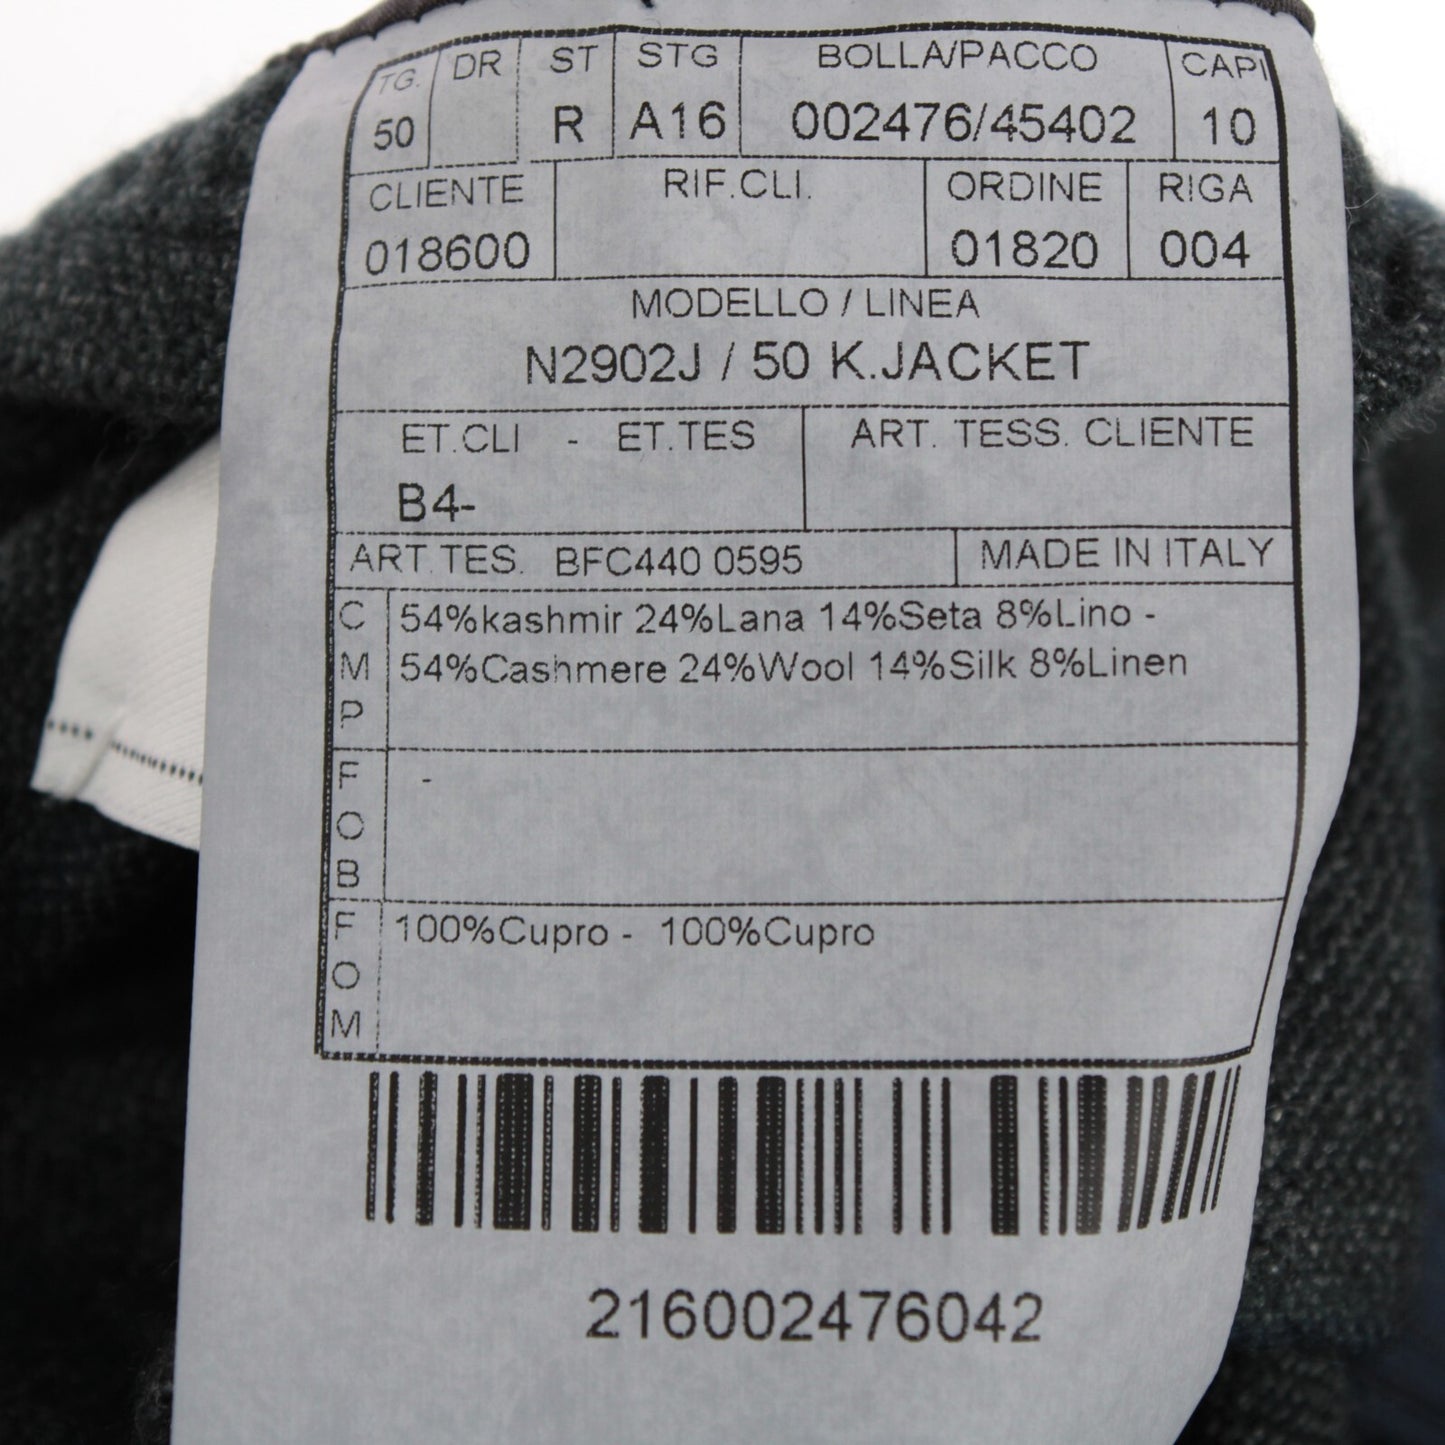 TG. DR ST STG BOLLA/PACCO CAPI
50 R A16 002476/45402 10
CLIENTE RIF.CLI. ORDINE RIGA
018600 01820 004
MODELLO / LINEA
N2902J / 50 K.JACKET
ET.CLI - ET.TES ART. TESS. CLIENTE
B4-
ART.TES. BFC440 0595 MADE IN ITALY
CMP 54%kashmir 24%Lana 14%Seta 8%Lino -
54%Cashmere 24%Wool 14%Silk 8%Linen
FOB -
FOM 100%Cupro - 100%Cupro
216002476042